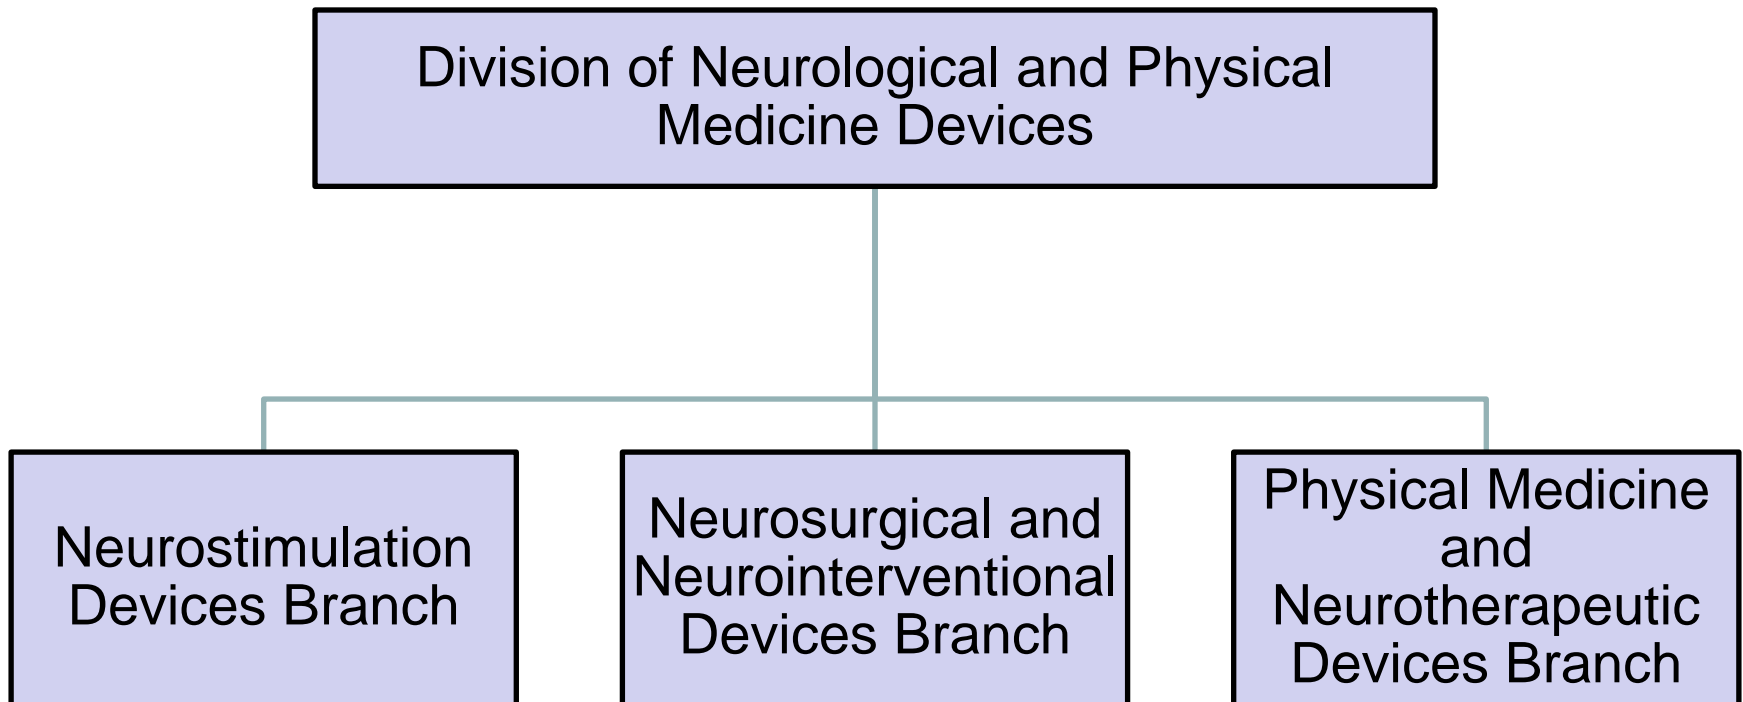 Division of Neurological and Physical
Medicine Devices
Neurostimulation
Devices Branch
Neurosurgical and
Neurointerventional
Devices Branch
Physical Medicine
and
Neurotherapeutic
Devices Branch